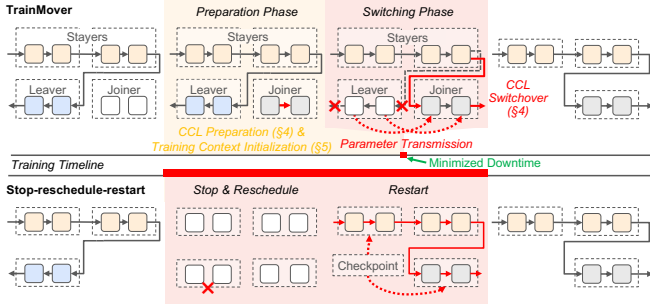 TrainMover
Preparation Phase
Switching Phase
Stayers
Stayers
Stayers
Leaver
Joiner
Leaver
Joiner
Leaver
Joiner
CCL
Switchover
(§4)
CCL Preparation (§4) &
Training Context Initialization (§5)
Parameter Transmission
Training Timeline
Minimized Downtime
Stop-reschedule-restart
Stop & Reschedule
Restart
Checkpoint